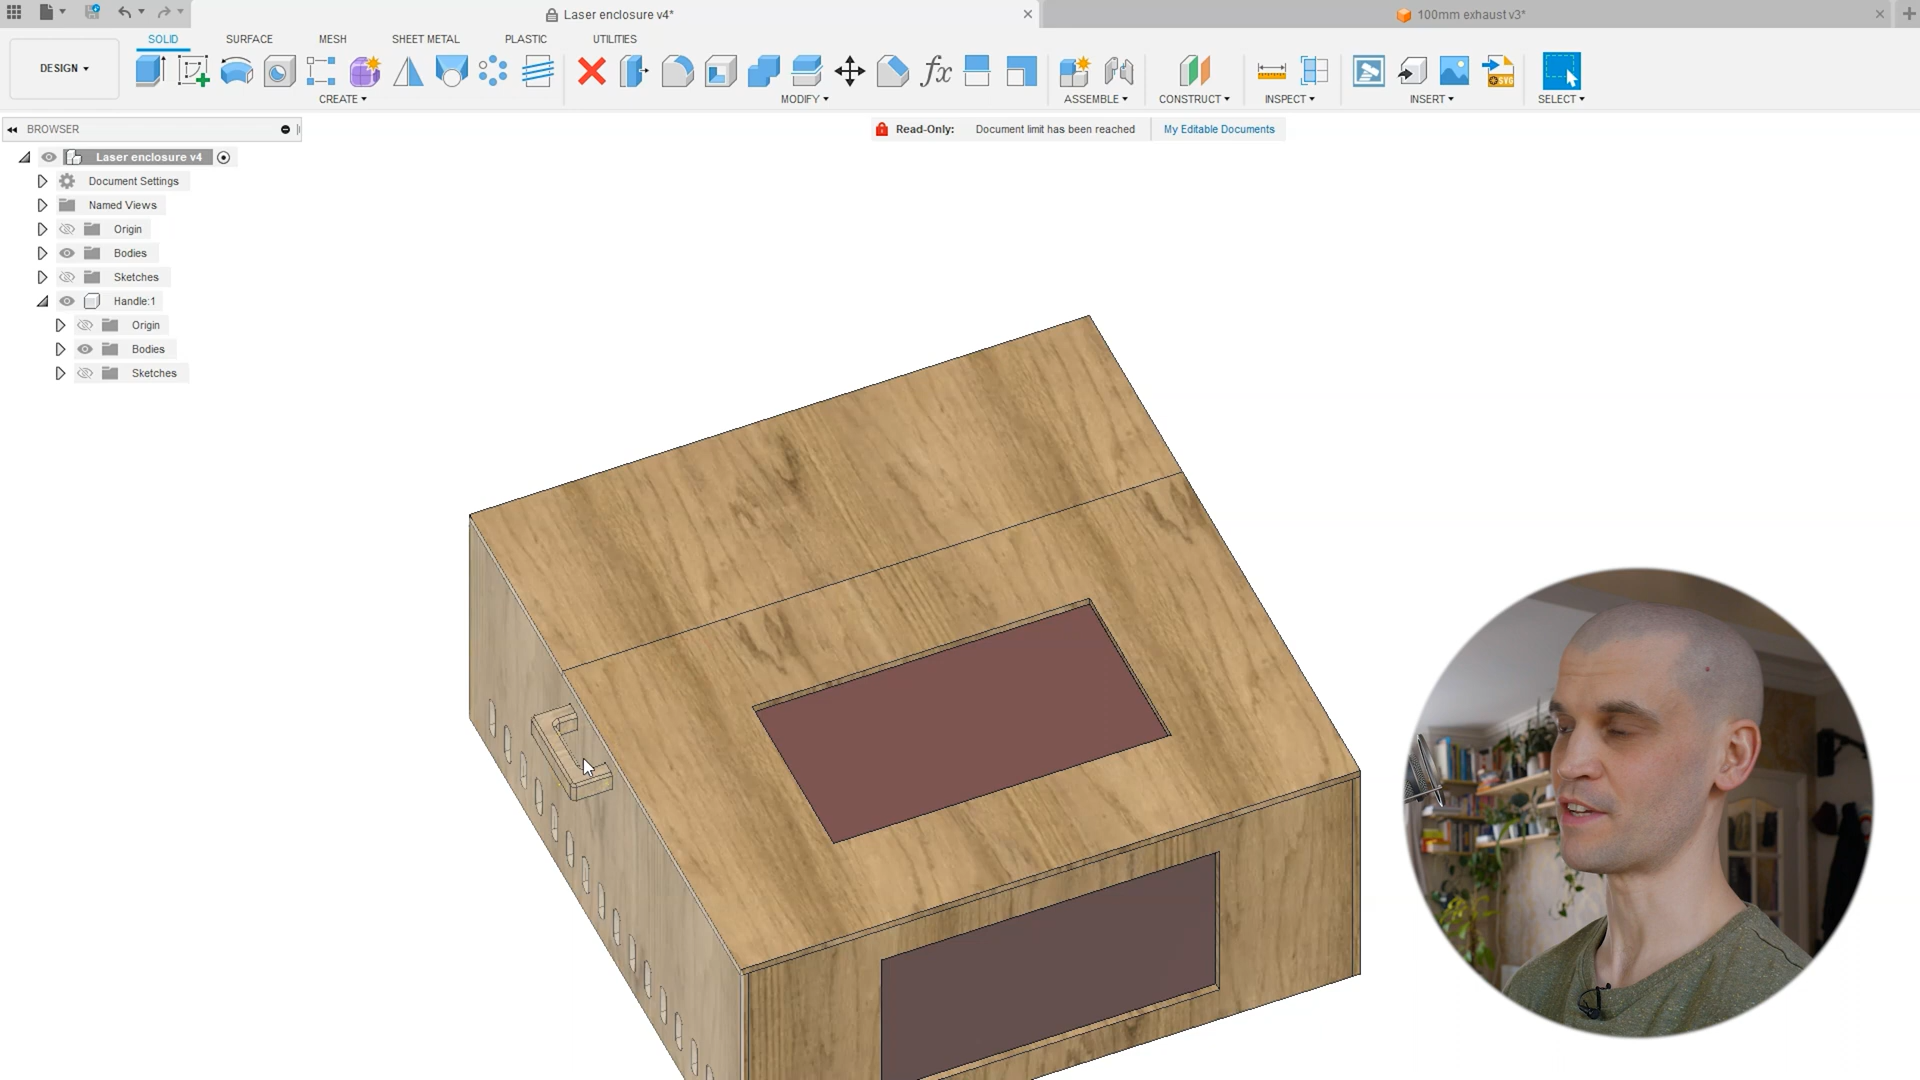 Laser enclosure v4*
100mm exhaust v3*
SOLID
SURFACE
MESH
SHEET METAL
PLASTIC
UTILITIES
DESIGN
CREATE
MODIFY
ASSEMBLE
CONSTRUCT
INSPECT
INSERT
SELECT
fx
SVG
BROWSER
Read-Only: Document limit has been reached My Editable Documents
Laser enclosure v4
Document Settings
Named Views
Origin
Bodies
Sketches
Handle:1
Origin
Bodies
Sketches